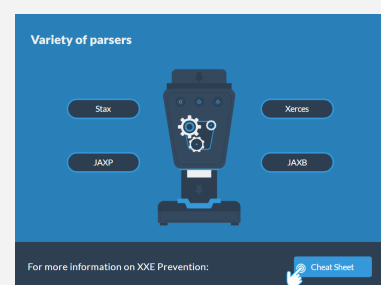 Variety of parsers
Stax
Xerces
JAXP
JAXB
For more information on XXE Prevention:
Cheat Sheet